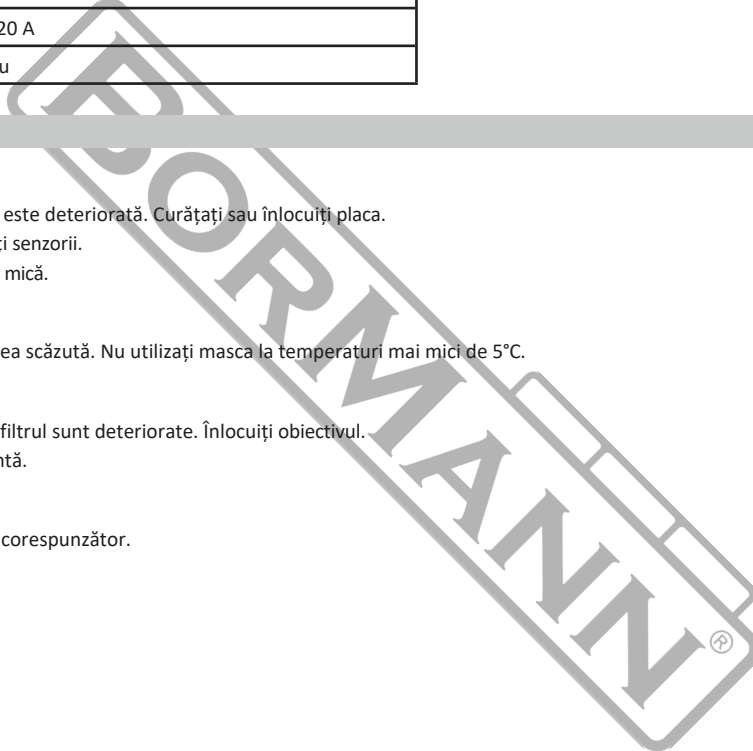 20 A
u
este deteriorată. Curățați sau înlocuiți placa.
ți senzorii.
mică.
ea scăzută. Nu utilizați masca la temperaturi mai mici de 5°C.
filtrul sunt deteriorate. Înlocuiți obiectivul.
ntă.
corespunzător.
BORMANN®